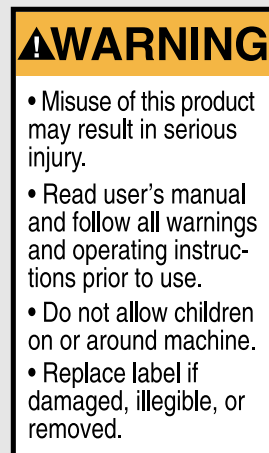 WARNING
• Misuse of this product
may result in serious
injury.
• Read user's manual
and follow all warnings
and operating instruc-
tions prior to use.
• Do not allow children
on or around machine.
• Replace label if
damaged, illegible, or
removed.